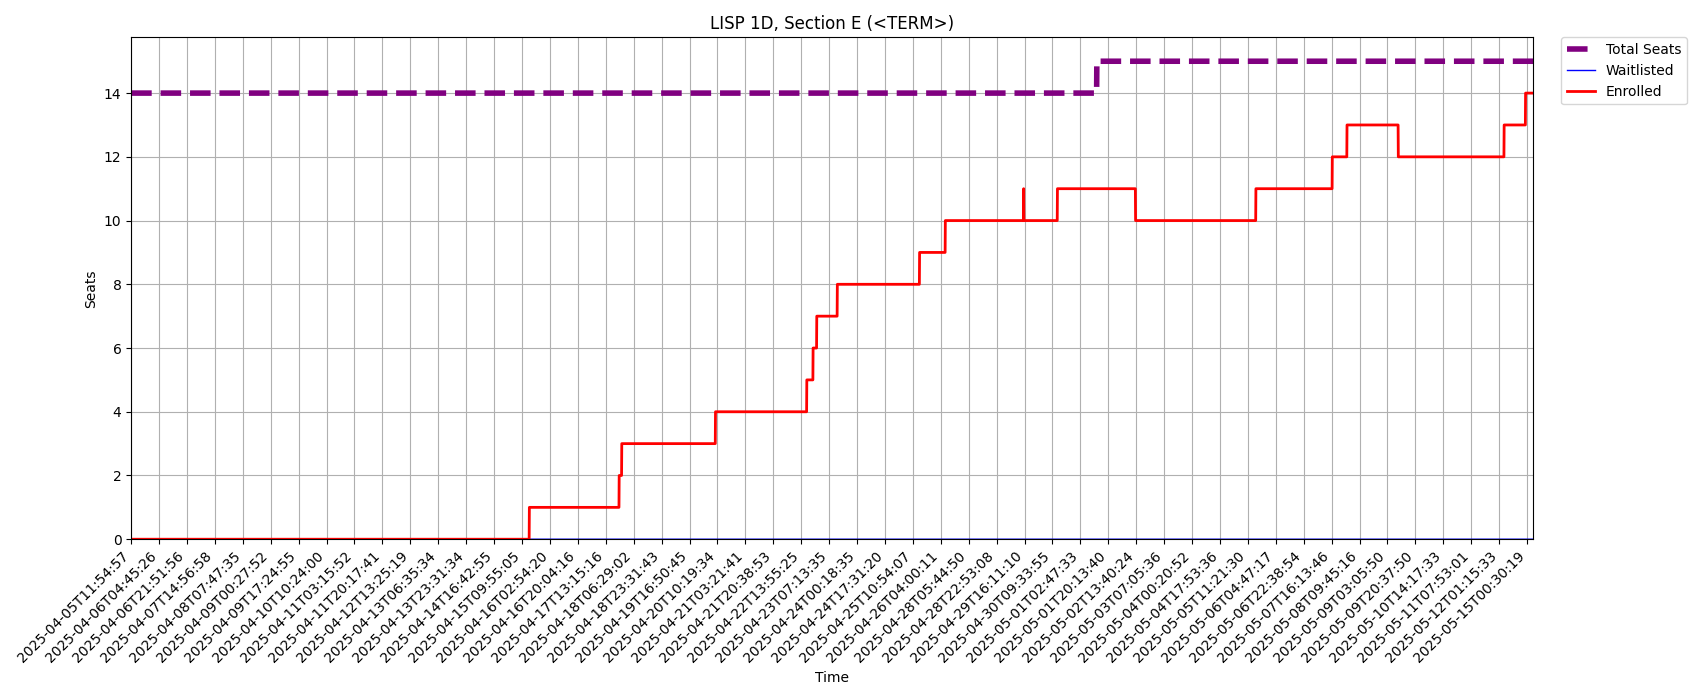 LISP 1D, Section E (<TERM>)
Total Seats
Waitlisted
Enrolled
Seats
14
12
10
8
6
4
2
0
2025-04-05T11:54:57
2025-04-06T04:45:26
2025-04-06T21:51:56
2025-04-07T14:56:58
2025-04-08T07:47:35
2025-04-09T00:27:52
2025-04-09T17:24:55
2025-04-10T10:24:00
2025-04-11T03:15:52
2025-04-11T20:17:41
2025-04-12T13:25:19
2025-04-13T06:35:34
2025-04-13T23:31:34
2025-04-14T16:42:55
2025-04-15T09:55:05
2025-04-16T02:54:20
2025-04-16T20:04:16
2025-04-17T13:15:16
2025-04-18T06:29:02
2025-04-18T23:31:43
2025-04-19T16:50:45
2025-04-20T10:19:34
2025-04-21T03:21:41
2025-04-21T20:38:53
2025-04-22T13:55:25
2025-04-23T07:13:35
2025-04-24T00:18:35
2025-04-24T17:31:20
2025-04-25T10:54:07
2025-04-26T04:00:11
2025-04-28T05:44:50
2025-04-28T22:53:08
2025-04-29T16:11:10
2025-04-30T09:33:55
2025-05-01T02:47:33
2025-05-01T20:13:40
2025-05-02T13:40:24
2025-05-03T07:05:36
2025-05-04T00:20:52
2025-05-04T17:53:36
2025-05-05T11:21:30
2025-05-06T04:47:17
2025-05-06T22:38:54
2025-05-07T16:13:46
2025-05-08T09:45:16
2025-05-09T03:05:50
2025-05-09T20:37:50
2025-05-10T14:17:33
2025-05-11T07:53:01
2025-05-12T01:15:33
2025-05-15T00:30:19
Time